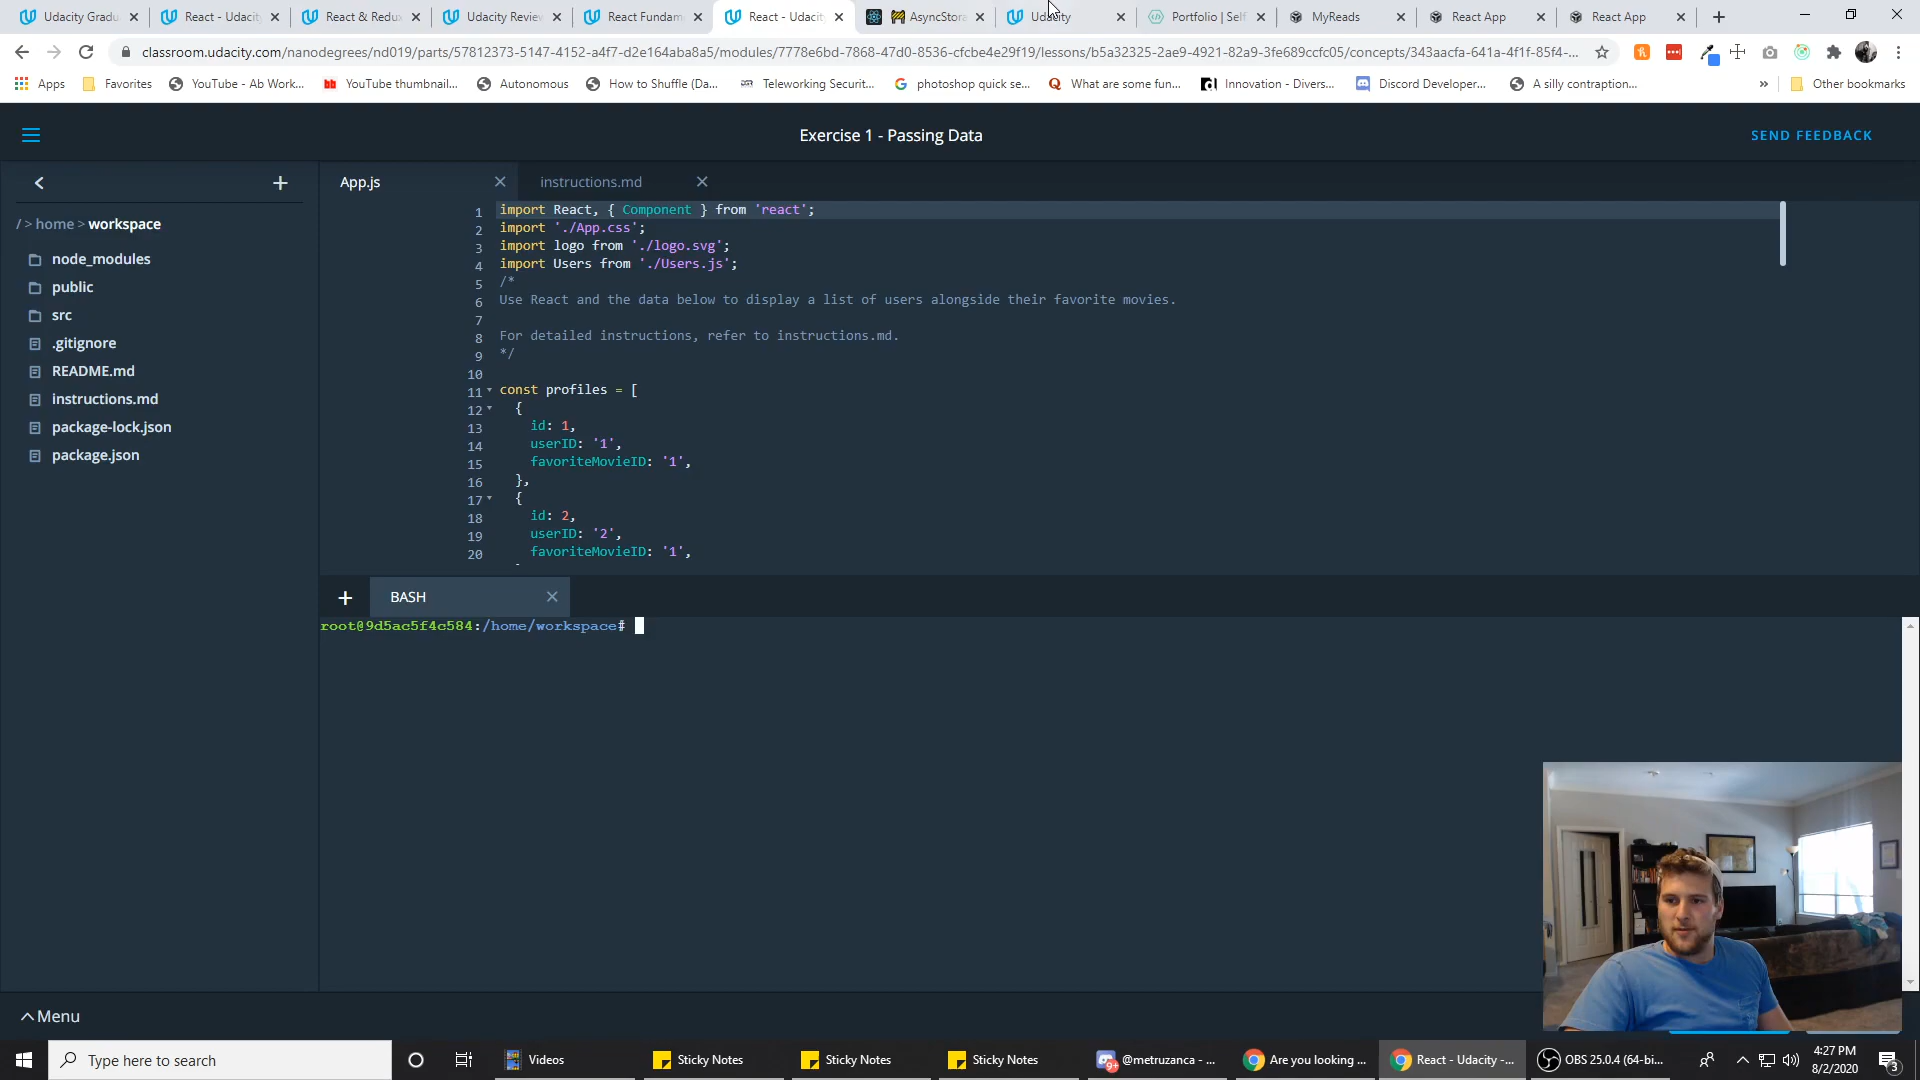 Udacity Gradu
React - Udacity
React & Redux
Udacity Review
React Fundam
React - Udacity
AsyncStora
Udacity
Portfolio | Self
MyReads
React App
React App
classroom.udacity.com/nanodegrees/nd019/parts/57812373-5147-4152-a4f7-d2e164aba8a5/modules/7778e6bd-7868-47d0-8536-cfcbe4e29f19/lessons/b5a32325-2ae9-4921-82a9-3fe689ccfc05/concepts/343aacfa-641a-4f1f-85f4-...
Apps
Favorites
YouTube - Ab Work...
YouTube thumbnail...
Autonomous
How to Shuffle (Da...
Teleworking Securit...
photoshop quick se...
What are some fun...
Innovation - Divers...
Discord Developer...
A silly contraption...
»
Other bookmarks
Exercise 1 - Passing Data
SEND FEEDBACK
App.js
instructions.md
/ > home > workspace
node_modules
public
src
.gitignore
README.md
instructions.md
package-lock.json
package.json
1 import React, { Component } from 'react';
2 import './App.css';
3 import logo from './logo.svg';
4 import Users from './Users.js';
5 /*
6 Use React and the data below to display a list of users alongside their favorite movies.
7
8 For detailed instructions, refer to instructions.md.
9 */
10
11 const profiles = [
12 {
13 id: 1,
14 userID: '1',
15 favoriteMovieID: '1',
16 },
17 {
18 id: 2,
19 userID: '2',
20 favoriteMovieID: '1',
BASH
root@9d5ac5f4c584:/home/workspace#
Menu
Type here to search
Videos
Sticky Notes
Sticky Notes
Sticky Notes
9+
@metruzanca - ...
Are you looking ...
React - Udacity -...
OBS 25.0.4 (64-bi...
4:27 PM
8/2/2020
3